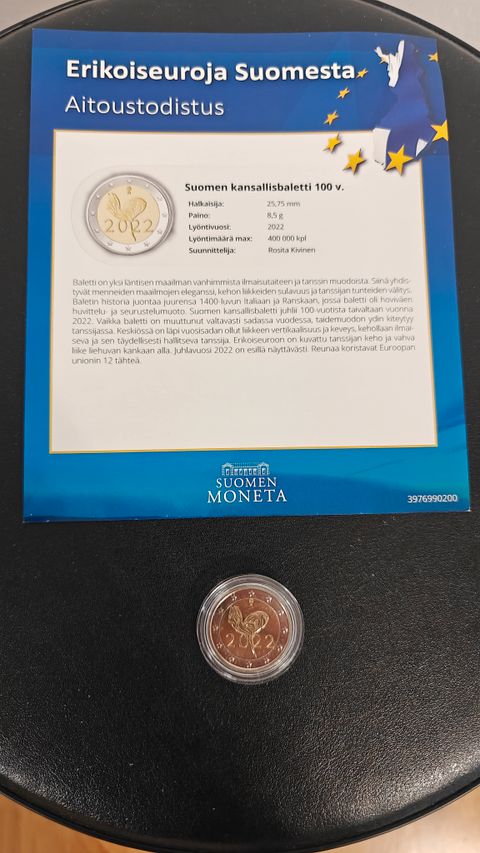 Erikoiseuroja Suomesta
Aitoustodistus
2022
Suomen kansallisbaletti 100 v.
Halkaisija: 25,75 mm
Paino: 8,5 g
Lyöntivuosi: 2022
Lyöntimäärä max: 400 000 kpl
Suunnittelija: Rosita Kivinen
Baletti on yksi läntisen maailman vanhimmista ilmaisutaiteen ja tanssin muodoista. Siinä yhdis-
tyvät menneiden maailmojen eleganssi, kehon liikkeiden sulavuus ja tanssijan tunteiden välitys.
Baletin historia juontaa juurensa 1400-luvun Italiaan ja Ranskaan, jossa baletti oli hovivaen
huvittelu- ja seurustelumuoto. Suomen kansallisbaletti juhlii 100-vuotista taivaltaan vuonna
2022. Vaikka baletti on muuttunut valtavasti sadassa vuodessa, taidemuodon ydin kiteytyy
tanssijassa. Keskiössä on läpi vuosisadan ollut liikkeen vertikaalisuus ja keveys, kehollaan ilmai-
seva ja sen täydellisesti hallitseva tanssija. Erikoiseuroon on kuvattu tanssijan keho ja vahva
liike liehuvan kankaan alla. Juhlavuosi 2022 on esillä näyttävästi. Reunaa koristavat Euroopan
unionin 12 tähteä.
SUOMEN
MONETA
3976990200
2022